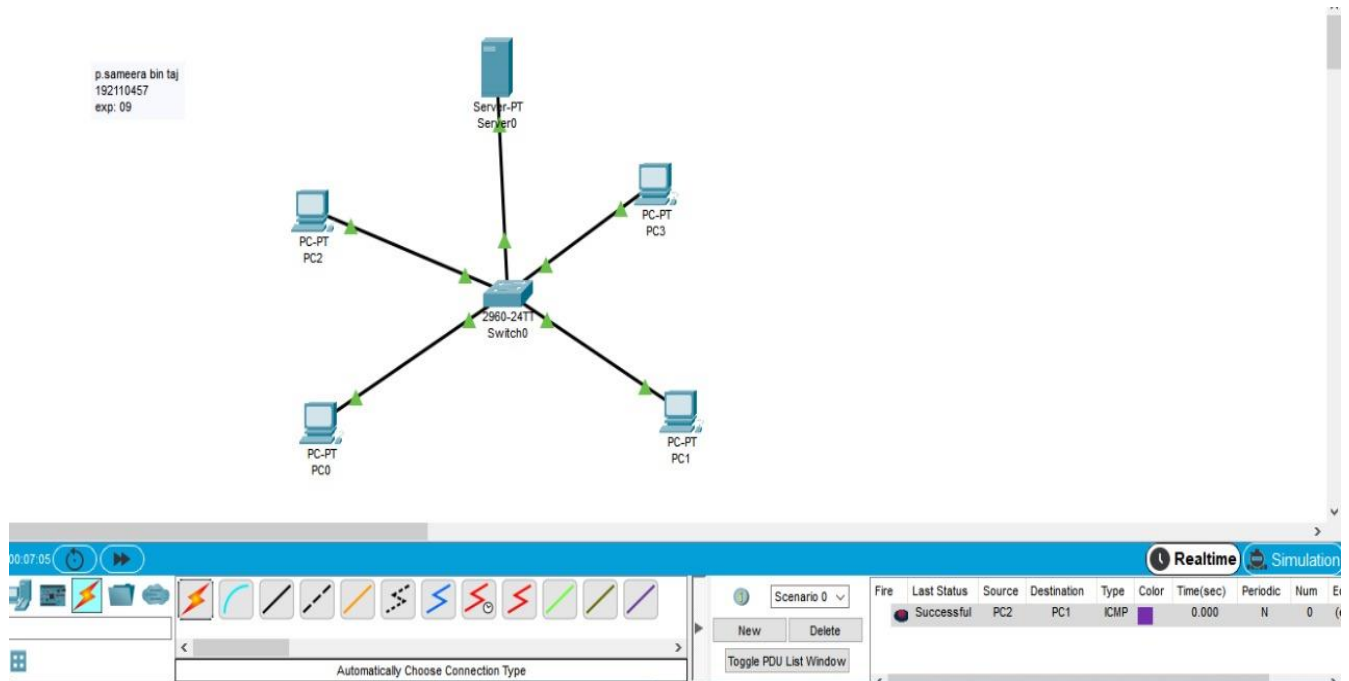 p.sameera bin taj
192110457
exp: 09
Server-PT
Server0
PC-PT
PC3
PC-PT
PC2
2960-24TT
Switch0
PC-PT
PC1
PC-PT
PC0
00:07:05
Realtime
Simulation
Scenario 0
Fire Last Status Source Destination Type Color Time(sec) Periodic Num
Successful PC2 PC1 ICMP 0.000 N 0
New Delete
Toggle PDU List Window
Automatically Choose Connection Type